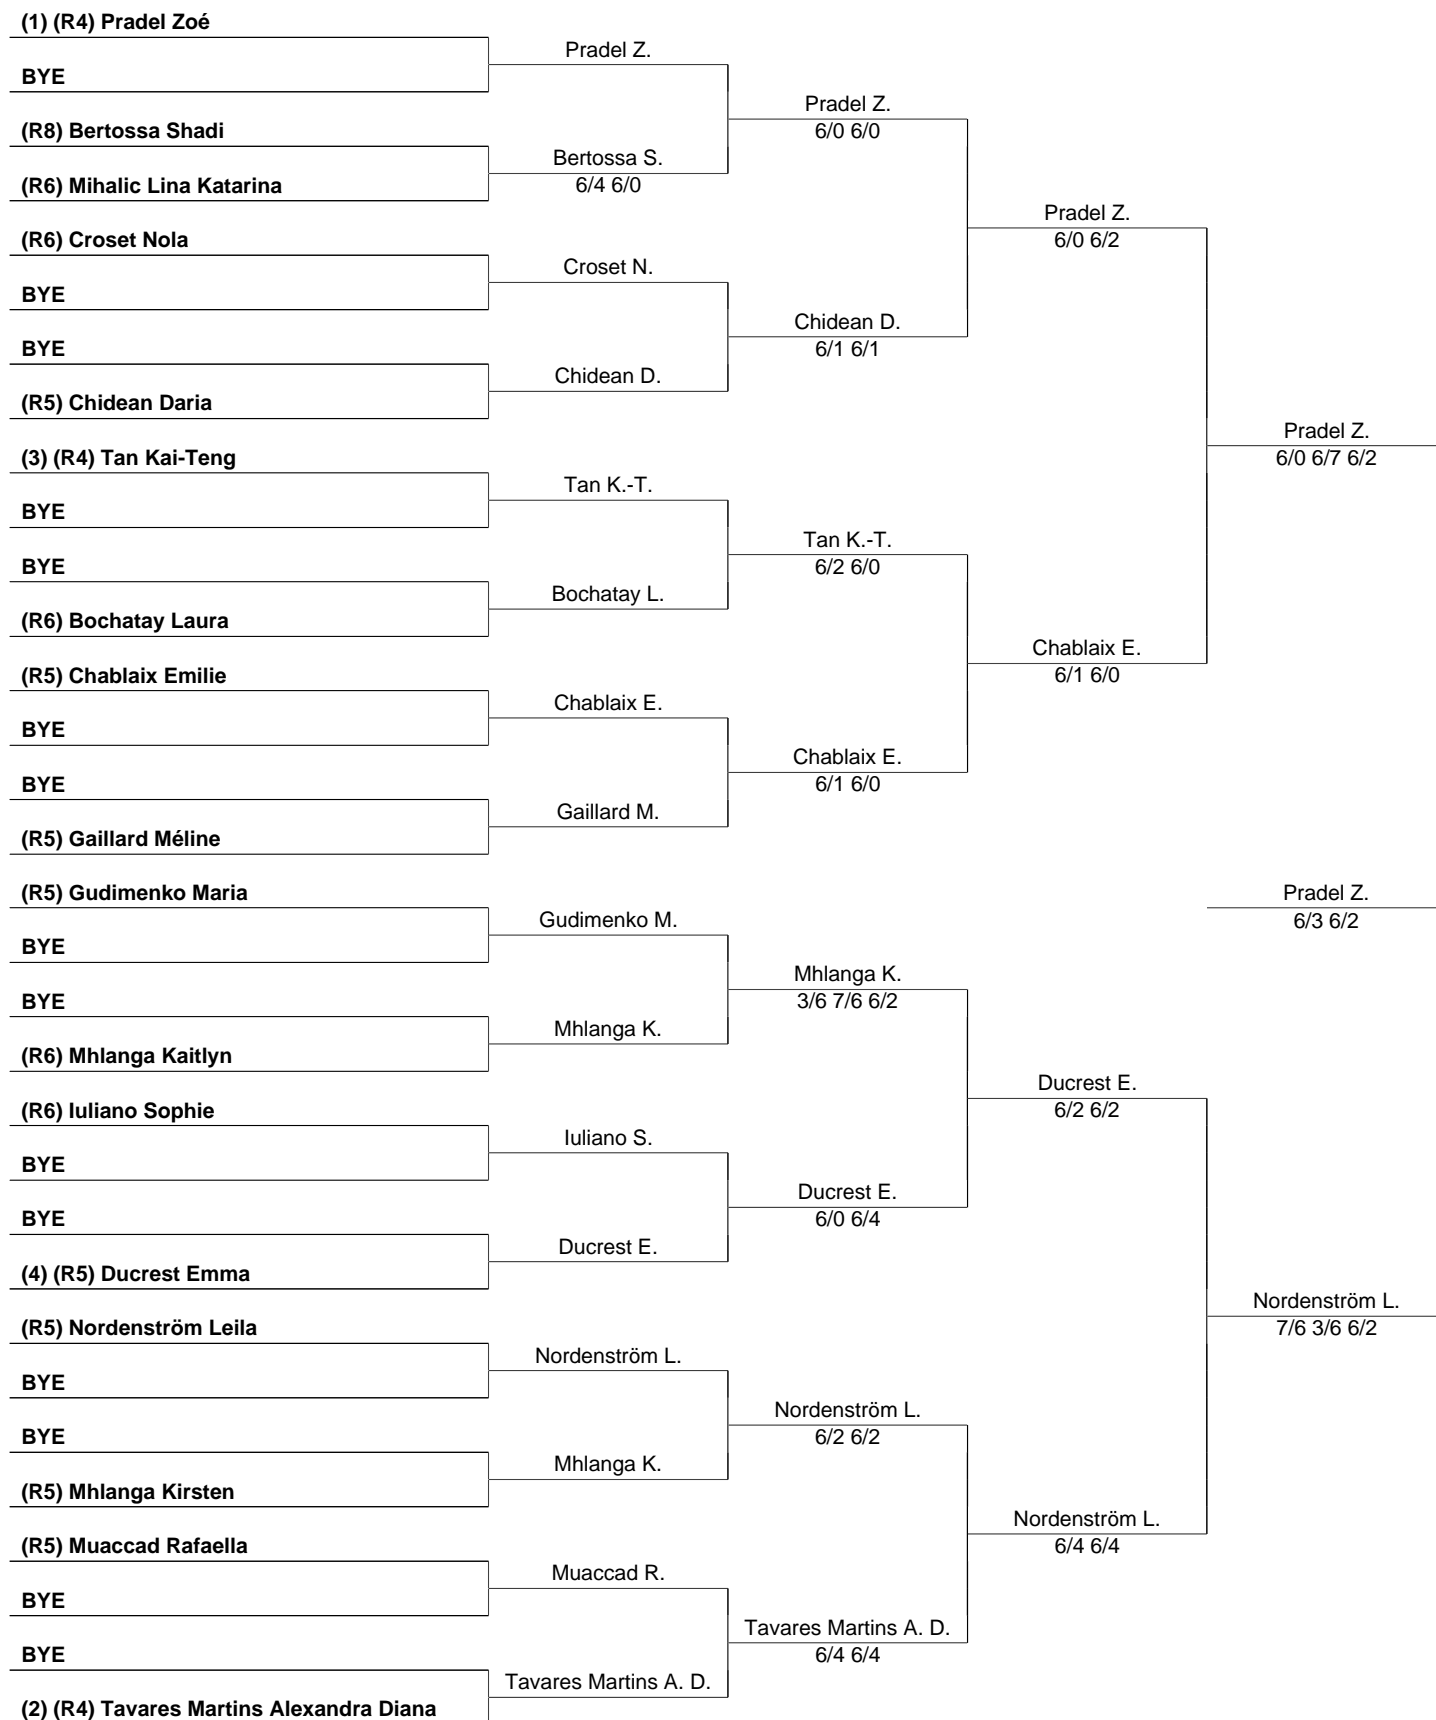 (1) (R4) Pradel Zoé
Pradel Z.
BYE
Pradel Z.
6/0 6/0
(R8) Bertossa Shadi
Bertossa S.
6/4 6/0
(R6) Mihalic Lina Katarina
Pradel Z.
6/0 6/2
(R6) Croset Nola
Croset N.
BYE
Chidean D.
6/1 6/1
BYE
Chidean D.
(R5) Chidean Daria
Pradel Z.
6/0 6/7 6/2
(3) (R4) Tan Kai-Teng
Tan K.-T.
BYE
Tan K.-T.
6/2 6/0
BYE
Bochatay L.
(R6) Bochatay Laura
Chablaix E.
6/1 6/0
(R5) Chablaix Emilie
Chablaix E.
BYE
Chablaix E.
6/1 6/0
BYE
Gaillard M.
(R5) Gaillard Méline
(R5) Gudimenko Maria
Pradel Z.
6/3 6/2
Gudimenko M.
BYE
Mhlanga K.
3/6 7/6 6/2
BYE
Mhlanga K.
(R6) Mhlanga Kaitlyn
Ducrest E.
6/2 6/2
(R6) Iuliano Sophie
Iuliano S.
BYE
Ducrest E.
6/0 6/4
BYE
Ducrest E.
(4) (R5) Ducrest Emma
Nordenström L.
7/6 3/6 6/2
(R5) Nordenström Leila
Nordenström L.
BYE
Nordenström L.
6/2 6/2
BYE
Mhlanga K.
(R5) Mhlanga Kirsten
Nordenström L.
6/4 6/4
(R5) Muaccad Rafaella
Muaccad R.
BYE
Tavares Martins A. D.
6/4 6/4
BYE
Tavares Martins A. D.
(2) (R4) Tavares Martins Alexandra Diana